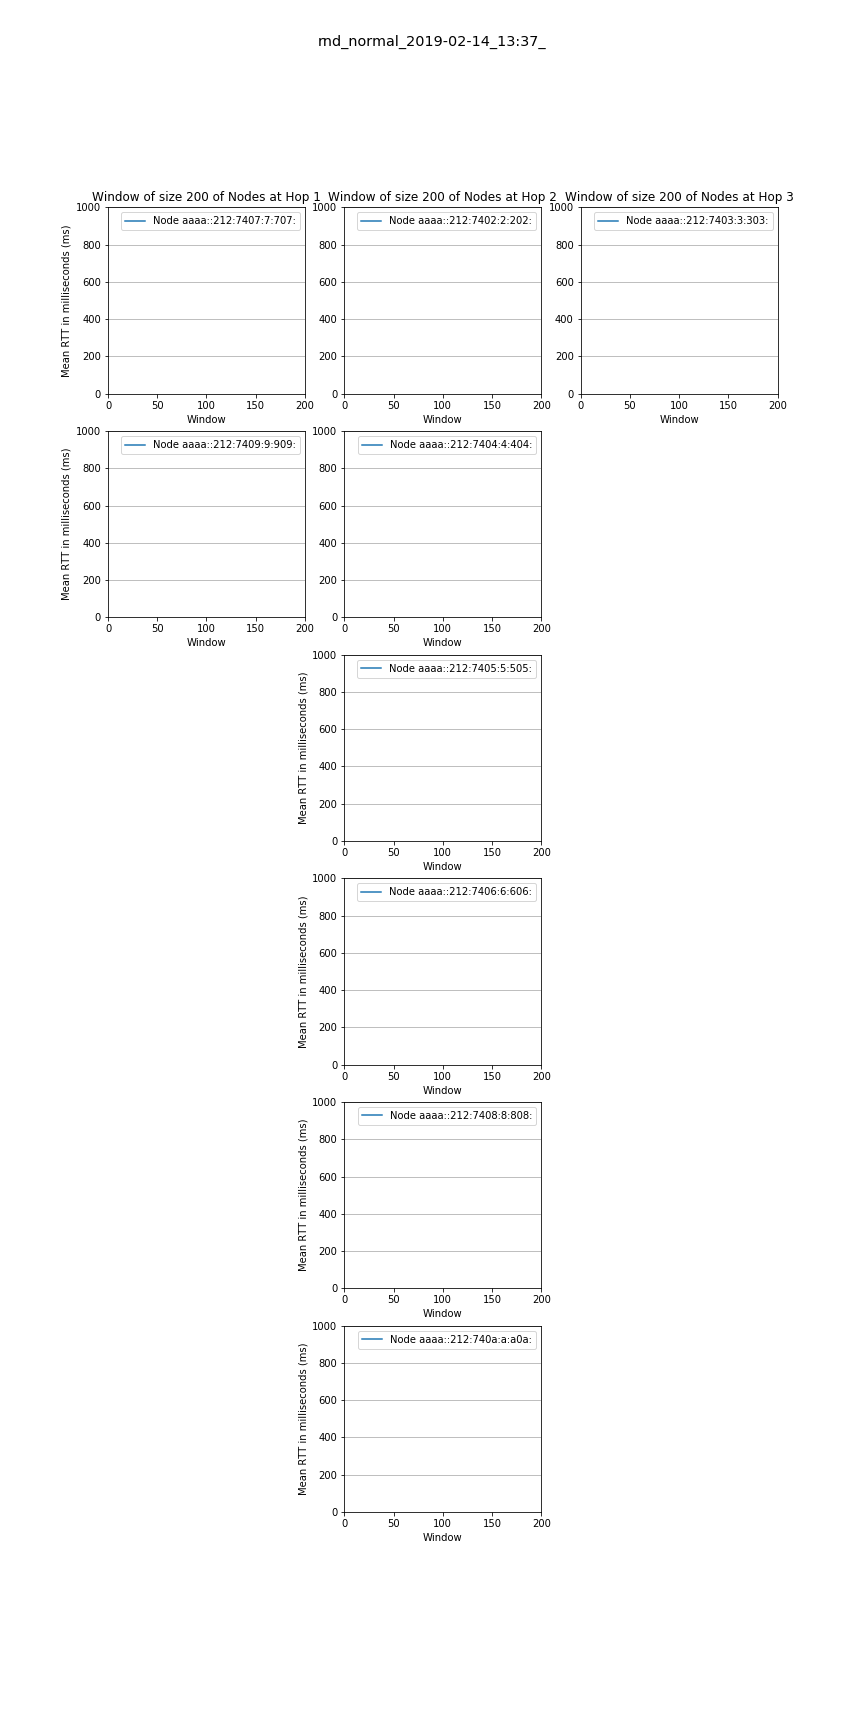 rnd_normal_2019-02-14_13:37_
Window of size 200 of Nodes at Hop 1
Mean RTT in milliseconds (ms)
1000
800
600
400
200
0
Node aaaa::212:7407:7:707:
0 50 100 150 200
Window
Window of size 200 of Nodes at Hop 2
1000
800
600
400
200
0
Node aaaa::212:7402:2:202:
0 50 100 150 200
Window
Window of size 200 of Nodes at Hop 3
1000
800
600
400
200
0
Node aaaa::212:7403:3:303:
0 50 100 150 200
Window
Mean RTT in milliseconds (ms)
1000
800
600
400
200
0
Node aaaa::212:7409:9:909:
0 50 100 150 200
Window
1000
800
600
400
200
0
Node aaaa::212:7404:4:404:
0 50 100 150 200
Window
Mean RTT in milliseconds (ms)
1000
800
600
400
200
0
Node aaaa::212:7405:5:505:
0 50 100 150 200
Window
Mean RTT in milliseconds (ms)
1000
800
600
400
200
0
Node aaaa::212:7406:6:606:
0 50 100 150 200
Window
Mean RTT in milliseconds (ms)
1000
800
600
400
200
0
Node aaaa::212:7408:8:808:
0 50 100 150 200
Window
Mean RTT in milliseconds (ms)
1000
800
600
400
200
0
Node aaaa::212:740a:a:a0a:
0 50 100 150 200
Window